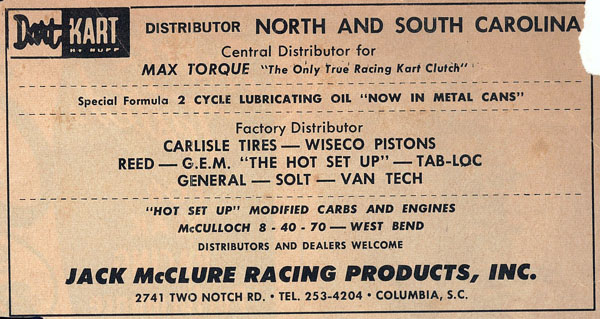 Dart KART
BY RUPP
DISTRIBUTOR NORTH AND SOUTH CAROLINA
Central Distributor for
MAX TORQUE "The Only True Racing Kart Clutch"
Special Formula 2 CYCLE LUBRICATING OIL "NOW IN METAL CANS"
Factory Distributor
CARLISLE TIRES — WISECO PISTONS
REED — G.E.M. "THE HOT SET UP" — TAB-LOC
GENERAL — SOLT — VAN TECH
"HOT SET UP" MODIFIED CARBS AND ENGINES
McCULLOCH 8 - 40 - 70 — WEST BEND
DISTRIBUTORS AND DEALERS WELCOME
JACK McCLURE RACING PRODUCTS, INC.
2741 TWO NOTCH RD. • TEL. 253-4204 • COLUMBIA, S.C.